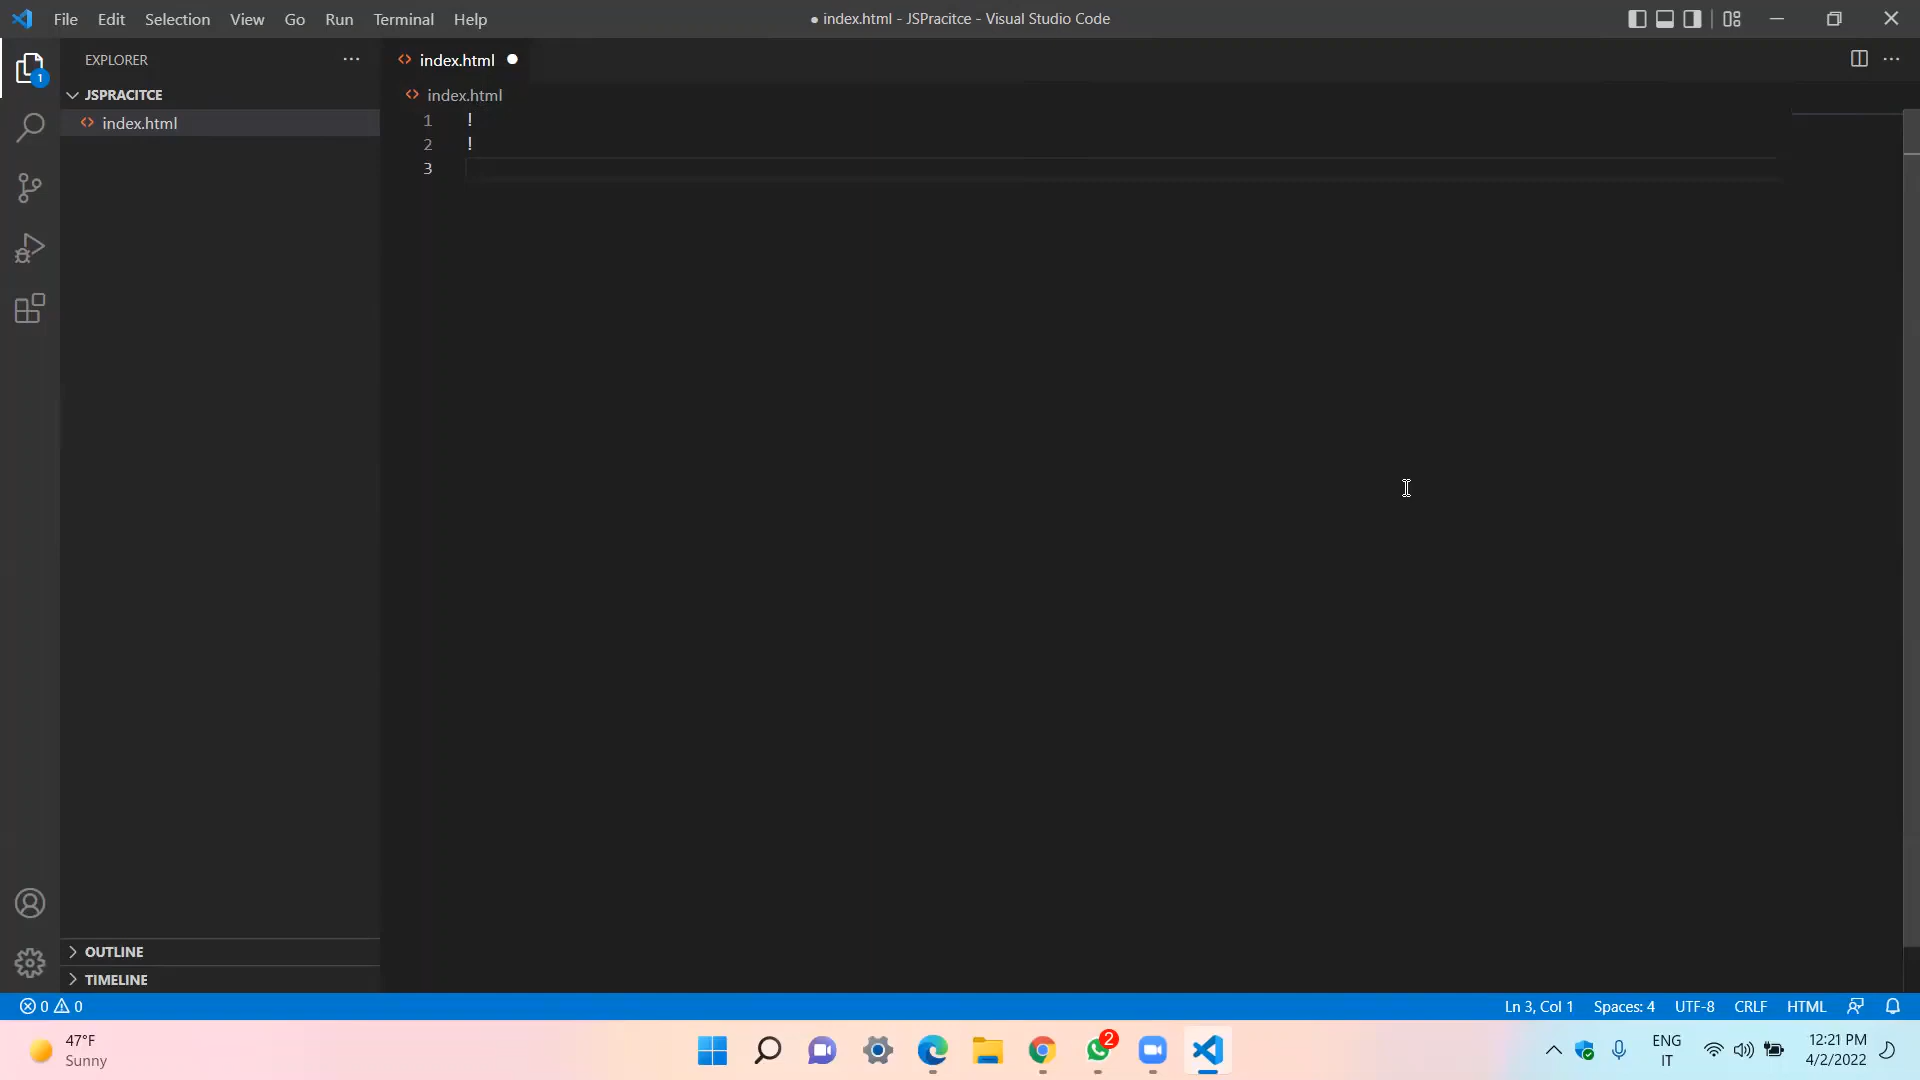 File Edit Selection View Go Run Terminal Help
● index.html - JSPracitce - Visual Studio Code
EXPLORER
index.html
1
JSPRACITCE
index.html
index.html
1 !
2 !
3
OUTLINE
TIMELINE
0 0
Ln 3, Col 1 Spaces: 4 UTF-8 CRLF HTML
47°F
Sunny
2
ENG
IT
12:21 PM
4/2/2022